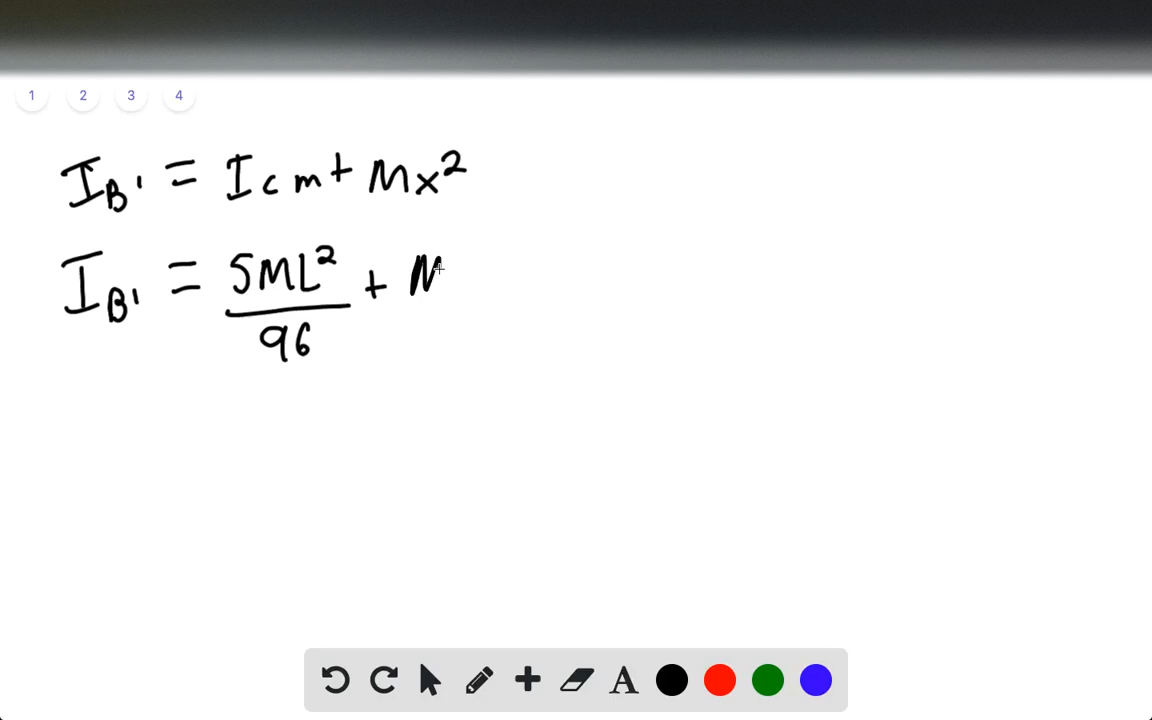 1 2 3 4
I_B' = Icm + Mx²
I_B' = 5ML²/96 + M
A